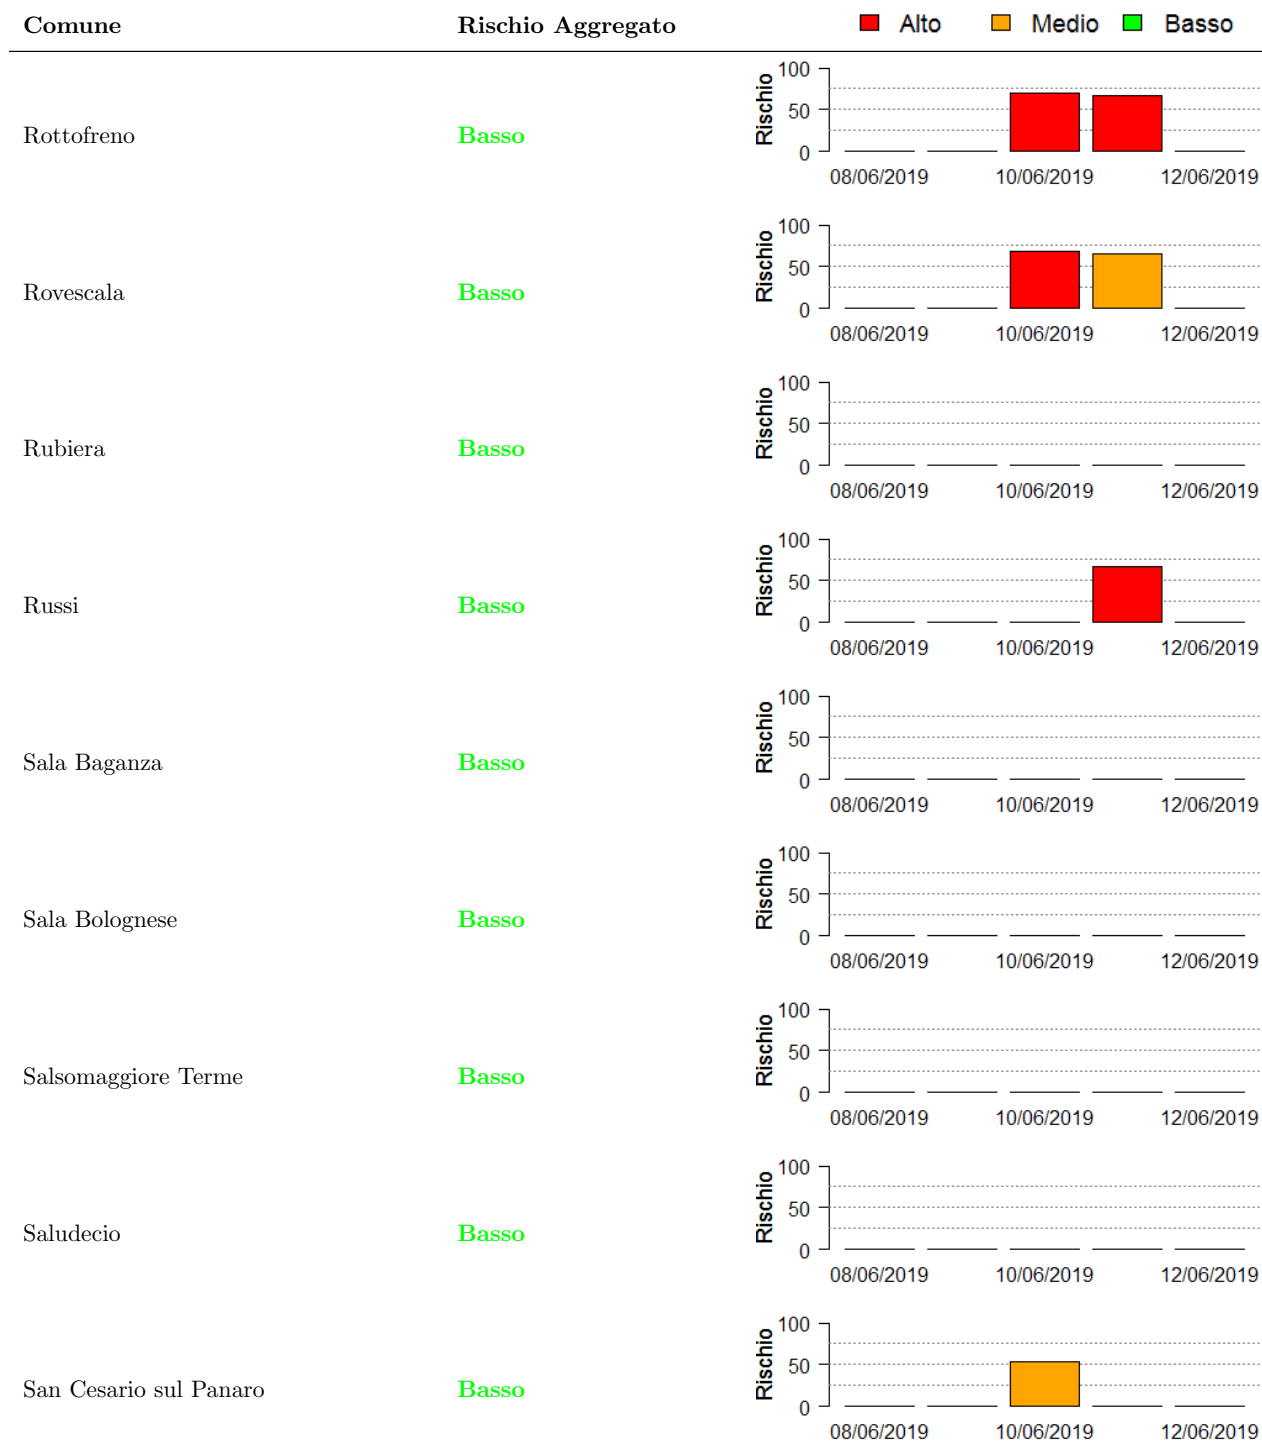 Comune Rischio Aggregato Alto Medio Basso
Rottofreno Basso
Rischio
100
50
0
08/06/2019 10/06/2019 12/06/2019
Rovescala Basso
Rischio
100
50
0
08/06/2019 10/06/2019 12/06/2019
Rubiera Basso
Rischio
100
50
0
08/06/2019 10/06/2019 12/06/2019
Russi Basso
Rischio
100
50
0
08/06/2019 10/06/2019 12/06/2019
Sala Baganza Basso
Rischio
100
50
0
08/06/2019 10/06/2019 12/06/2019
Sala Bolognese Basso
Rischio
100
50
0
08/06/2019 10/06/2019 12/06/2019
Salsomaggiore Terme Basso
Rischio
100
50
0
08/06/2019 10/06/2019 12/06/2019
Saludecio Basso
Rischio
100
50
0
08/06/2019 10/06/2019 12/06/2019
San Cesario sul Panaro Basso
Rischio
100
50
0
08/06/2019 10/06/2019 12/06/2019